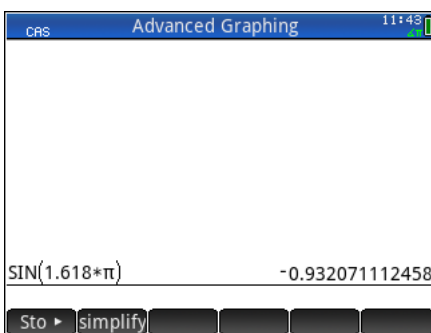 CAS Advanced Graphing 11:43
∠π
SIN(1.618*π) -0.932071112458
Sto ► simplify